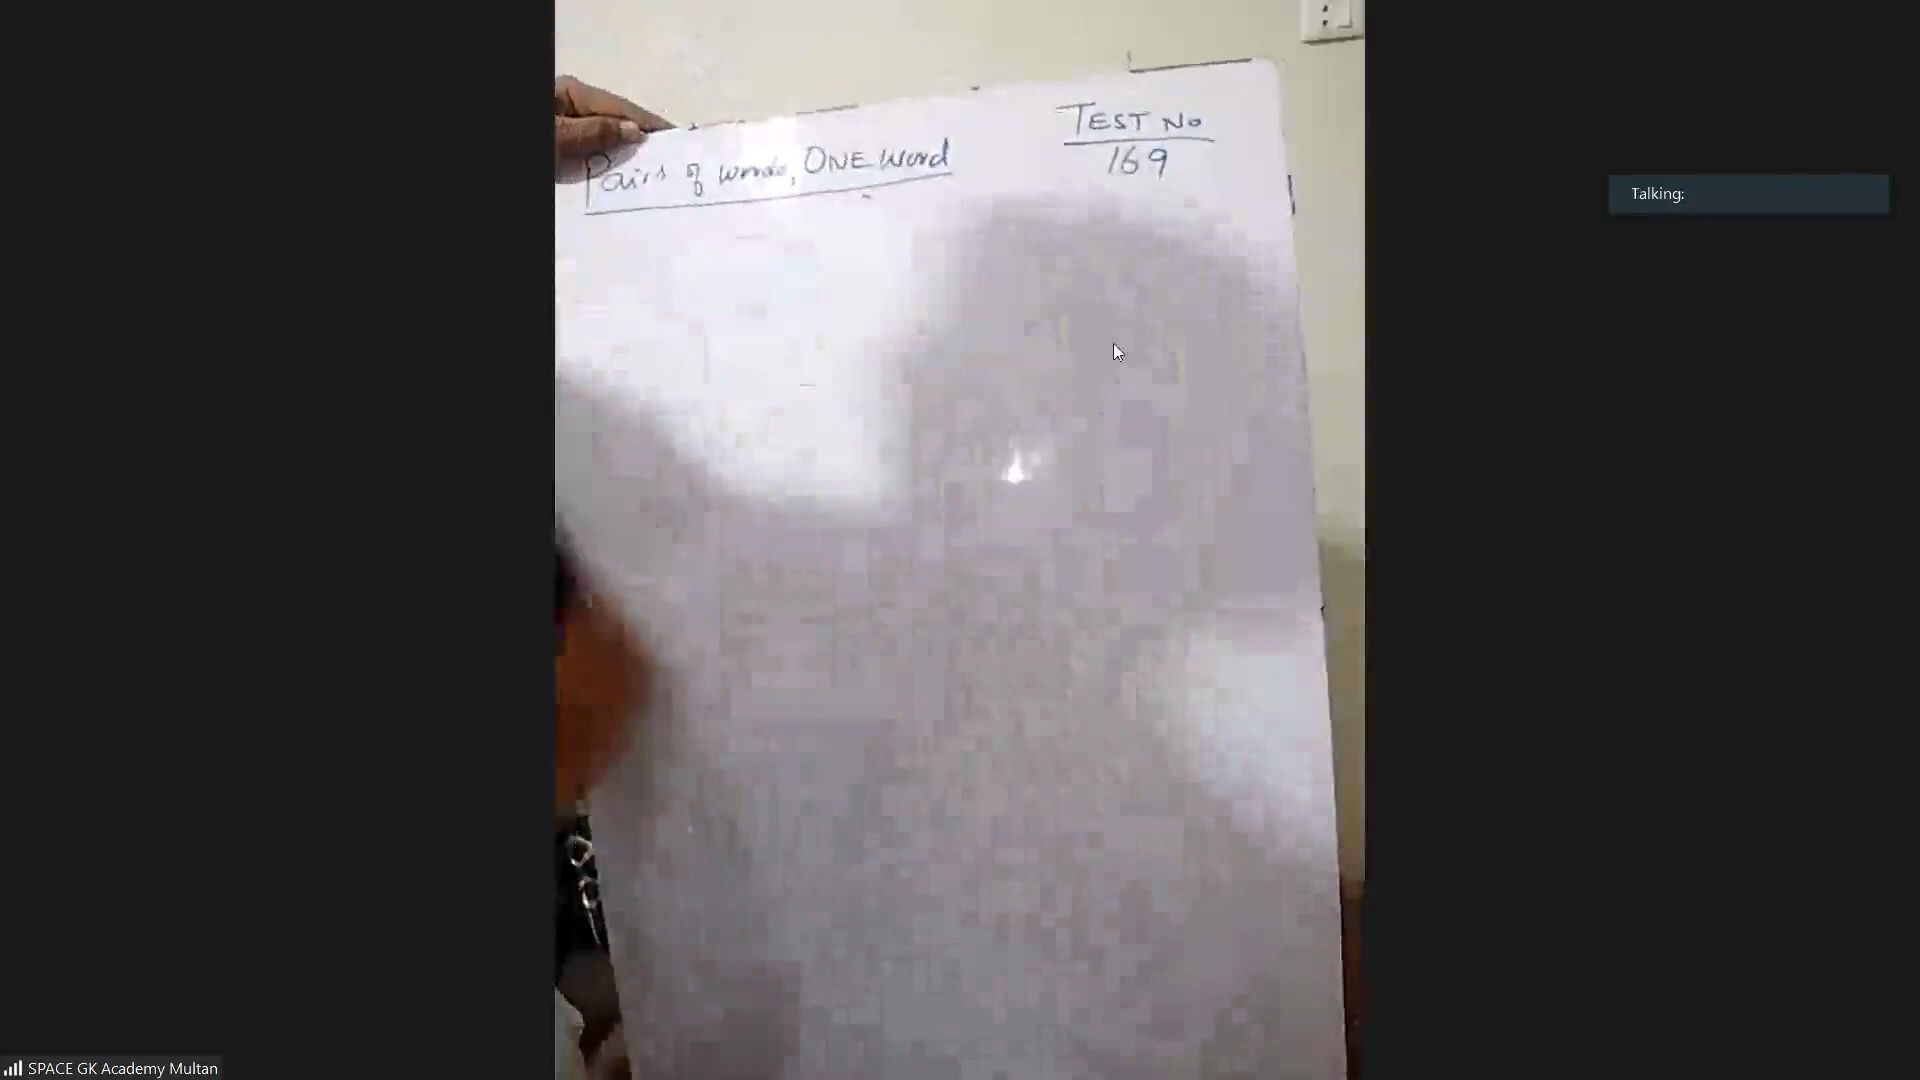 TEST No
169
Pairs of words, ONE Word
Talking:
SPACE GK Academy Multan